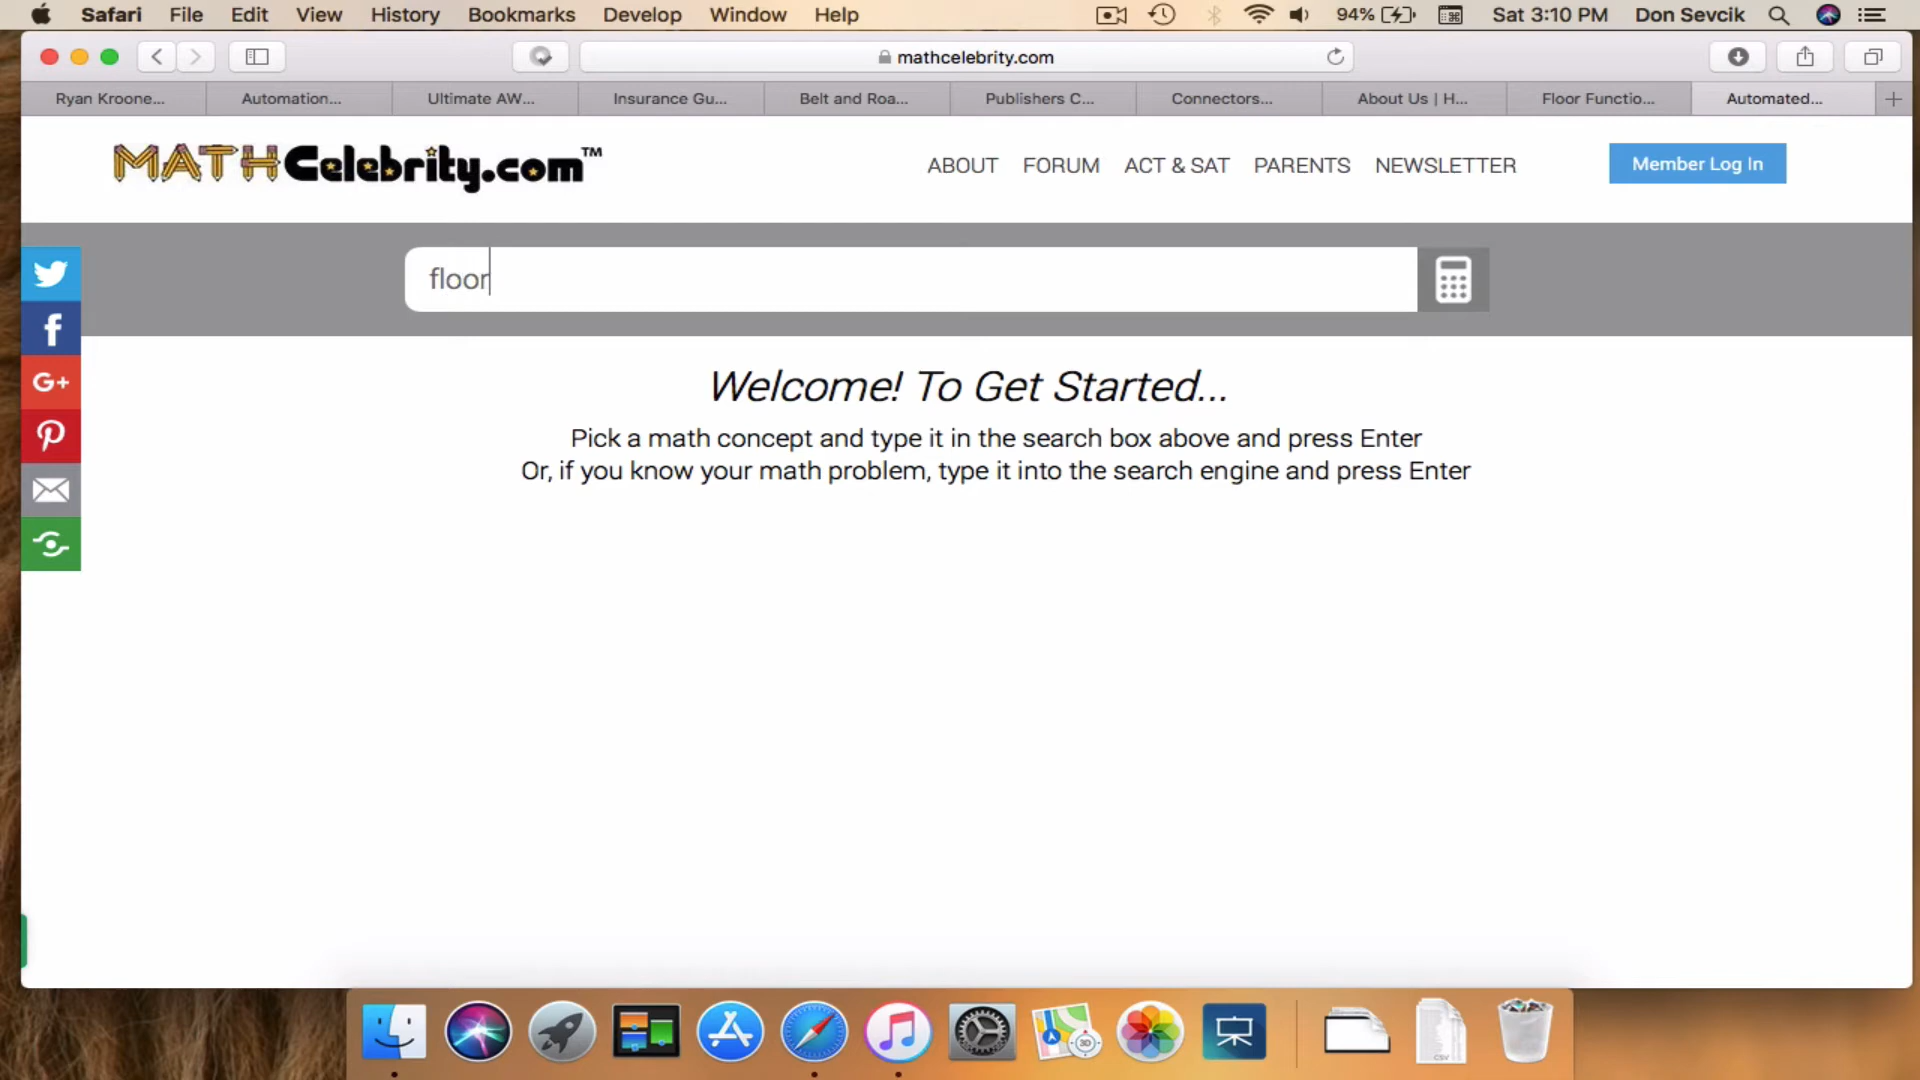 Safari File Edit View History Bookmarks Develop Window Help 94% Sat 3:10 PM Don Sevcik
mathcelebrity.com
Ryan Kroone... Automation... Ultimate AW... Insurance Gu... Belt and Roa... Publishers C... Connectors... About Us | H... Floor Functio... Automated...
MATHCelebrity.com™ ABOUT FORUM ACT & SAT PARENTS NEWSLETTER Member Log In
floor
Welcome! To Get Started...
Pick a math concept and type it in the search box above and press Enter
Or, if you know your math problem, type it into the search engine and press Enter
G+
3D
CSV